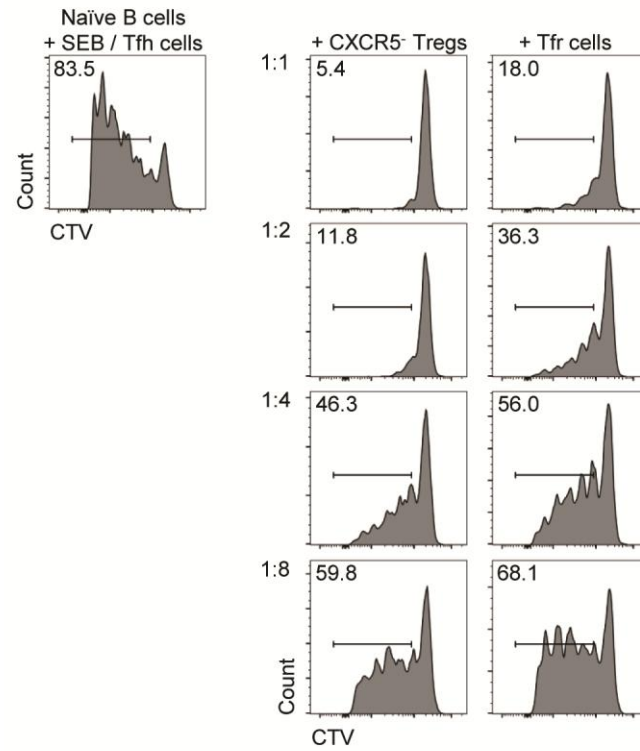 Naïve B cells
+ SEB / Tfh cells
+ CXCR5⁻ Tregs
+ Tfr cells
83.5
Count
CTV
1:1
5.4
18.0
1:2
11.8
36.3
1:4
46.3
56.0
1:8
59.8
68.1
Count
CTV